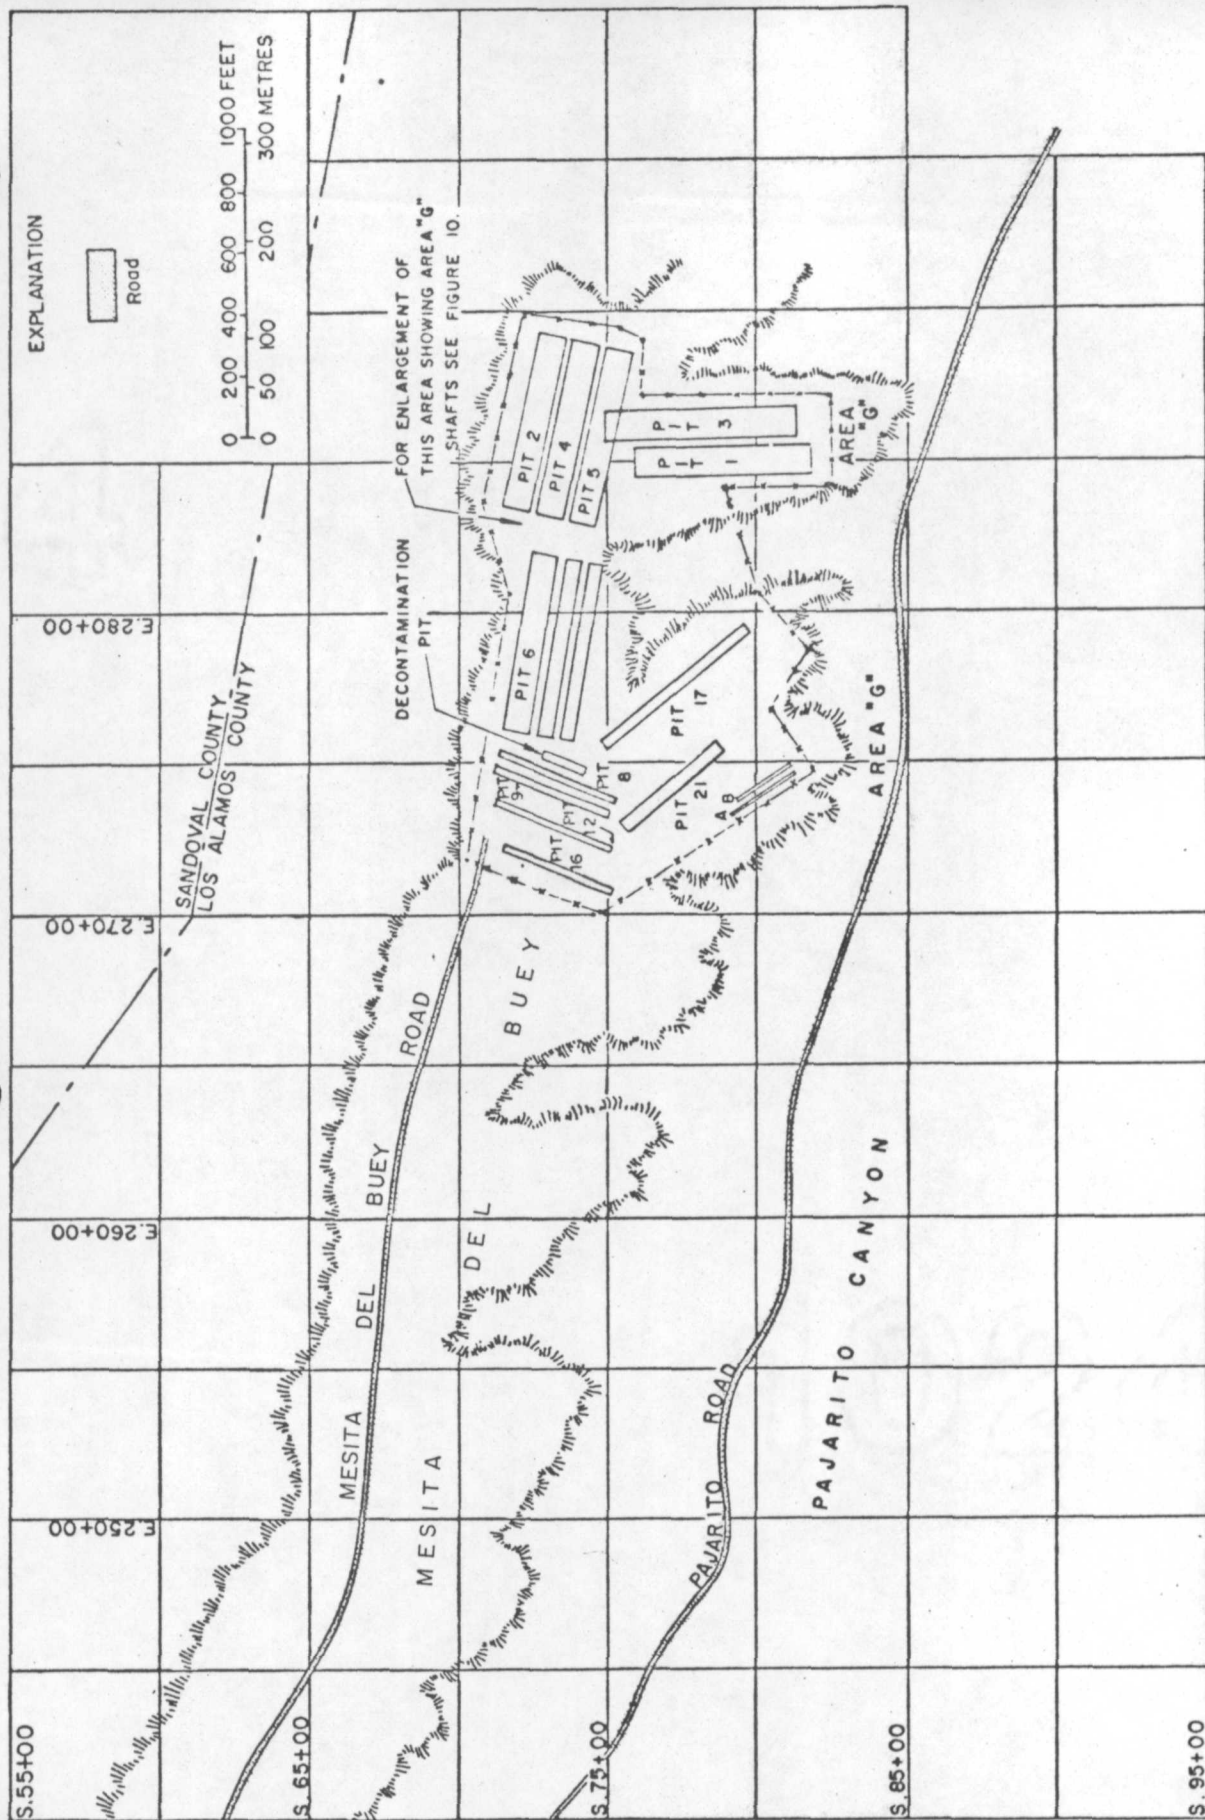 EXPLANATION
Road
0 200 400 600 800 1000 FEET
0 50 100 200 300 METRES
SANDOVAL COUNTY
LOS ALAMOS COUNTY
S.55+00
S.65+00
S.75+00
S.85+00
S.95+00
E.250+00
E.260+00
E.270+00
E.280+00
DECONTAMINATION
PIT
FOR ENLARGEMENT OF
THIS AREA SHOWING AREA "G"
SHAFTS SEE FIGURE 10.
PIT 2
PIT 4
PIT 5
PIT 6
PIT 3
PIT 1
AREA
"G"
PIT
9
PIT
8
PIT
12
PIT
16
PIT
17
PIT
21
A B
AREA "G"
MESITA DEL BUEY ROAD
MESITA DEL BUEY
PAJARITO ROAD
PAJARITO CANYON